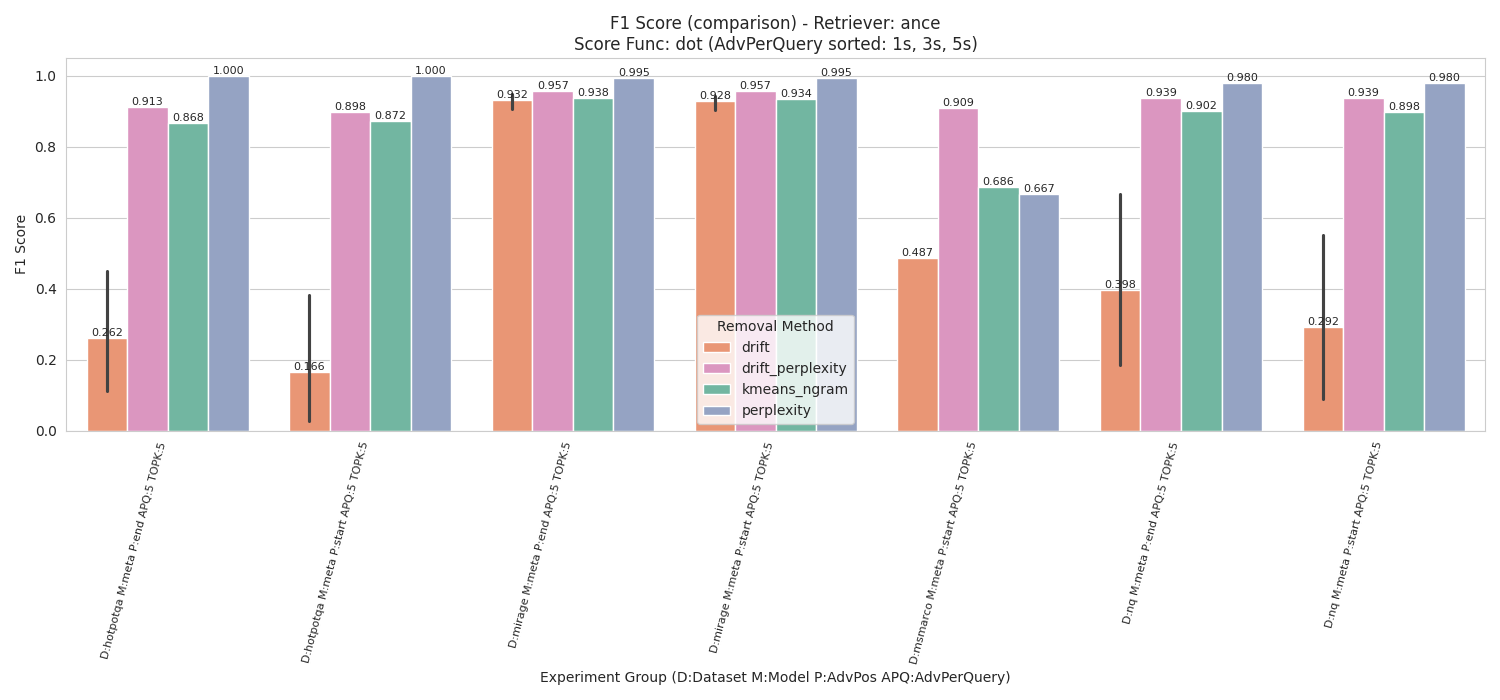 F1 Score (comparison) - Retriever: ance
Score Func: dot (AdvPerQuery sorted: 1s, 3s, 5s)
F1 Score
1.0
0.8
0.6
0.4
0.2
0.0
0.262
0.913
0.868
1.000
0.166
0.898
0.872
1.000
0.932
0.957
0.938
0.995
0.928
0.957
0.934
0.995
0.487
0.909
0.686
0.667
0.398
0.939
0.902
0.980
0.292
0.939
0.898
0.980
Removal Method
drift
drift_perplexity
kmeans_ngram
perplexity
D:hotpotqa M:meta P:end APQ:5 TOPK:5
D:hotpotqa M:meta P:start APQ:5 TOPK:5
D:mirage M:meta P:end APQ:5 TOPK:5
D:mirage M:meta P:start APQ:5 TOPK:5
D:msmarco M:meta P:start APQ:5 TOPK:5
D:nq M:meta P:end APQ:5 TOPK:5
D:nq M:meta P:start APQ:5 TOPK:5
Experiment Group (D:Dataset M:Model P:AdvPos APQ:AdvPerQuery)